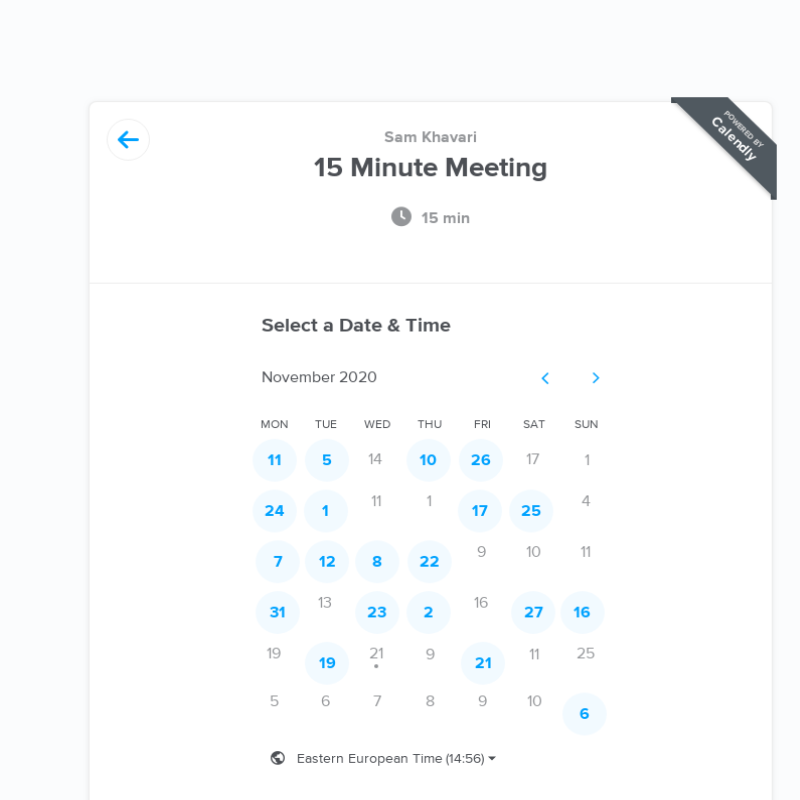 POWERED BY
Calendly
Sam Khavari
15 Minute Meeting
15 min
Select a Date & Time
November 2020
MON TUE WED THU FRI SAT SUN
11 5 14 10 26 17 1
24 1 11 1 17 25 4
7 12 8 22 9 10 11
31 13 23 2 16 27 16
19 19 21 9 21 11 25
5 6 7 8 9 10 6
Eastern European Time (14:56)